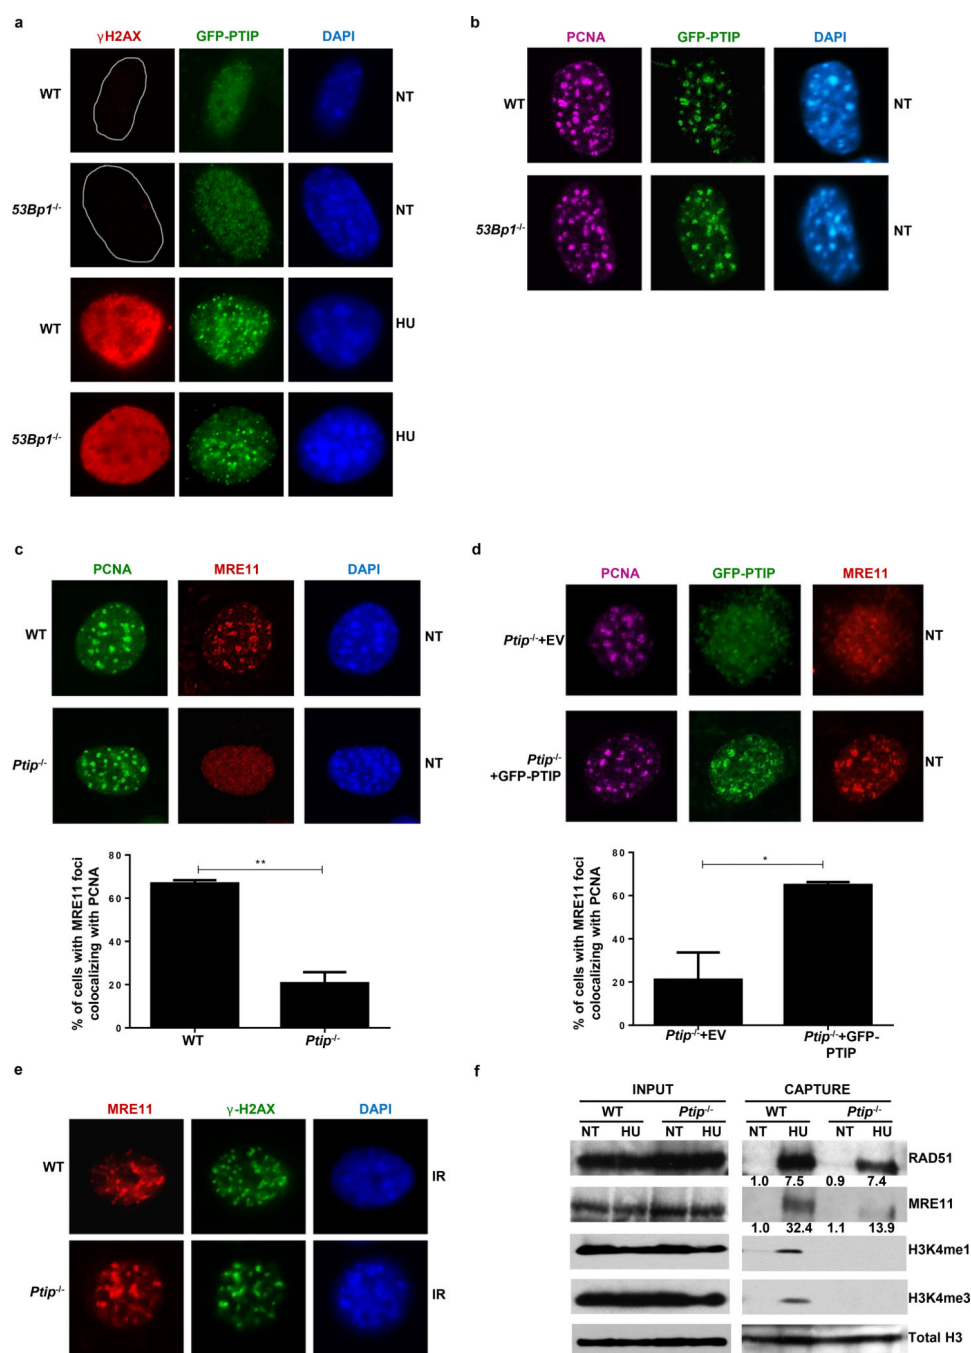 a
γH2AX GFP-PTIP DAPI
WT NT
53Bp1-/- NT
WT HU
53Bp1-/- HU
b
PCNA GFP-PTIP DAPI
WT NT
53Bp1-/- NT
c
PCNA MRE11 DAPI
WT NT
Ptip-/- NT
% of cells with MRE11 foci
colocalizing with PCNA
80
60
40
20
0
**
WT Ptip-/-
d
PCNA GFP-PTIP MRE11
Ptip-/-+EV NT
Ptip-/-
+GFP-PTIP NT
% of cells with MRE11 foci
colocalizing with PCNA
80
60
40
20
0
*
Ptip-/-+EV Ptip-/-+GFP-
PTIP
e
MRE11 γ-H2AX DAPI
WT IR
Ptip-/- IR
f
INPUT CAPTURE
WT Ptip-/- WT Ptip-/-
NT HU NT HU NT HU NT HU
RAD51
1.0 7.5 0.9 7.4
MRE11
1.0 32.4 1.1 13.9
H3K4me1
H3K4me3
Total H3